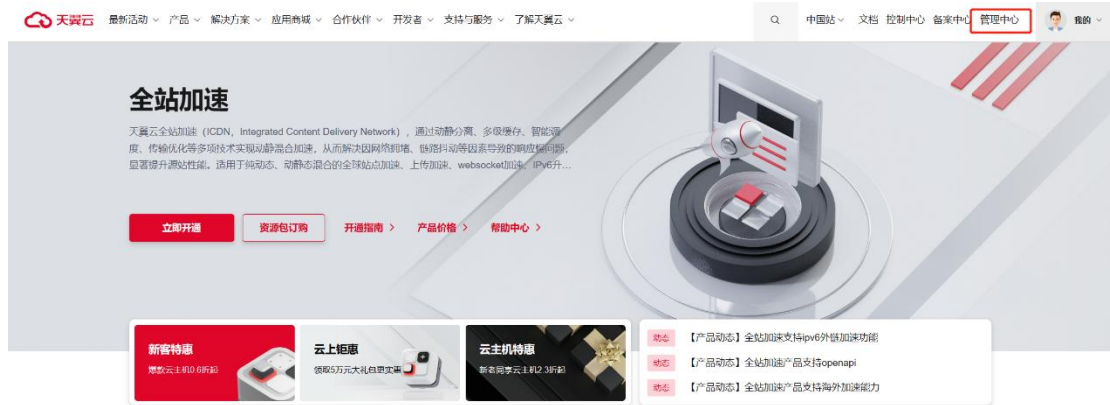 天翼云 最新活动 产品 解决方案 应用商城 合作伙伴 开发者 支持与服务 了解天翼云 中国站 文档 控制中心 备案中心 管理中心 我的
全站加速
天翼云全站加速（ICDN，Integrated Content Delivery Network），通过动静分离、多级缓存、智能调
度、传输优化等多项技术实现动静混合加速，从而解决因网络拥堵、链路抖动等因素导致的响应慢问题，
显著提升源站性能。适用于纯动态、动静态混合的全球站点加速、上传加速、websocket加速、IPv6升...
立即开通 资源包订购 开通指南 > 产品价格 > 帮助中心 >
新客特惠
爆款云主机0.6折起
云上钜惠
领取5万元大礼包更实惠
云主机特惠
新老同享云主机2.3折起
动态 【产品动态】全站加速支持ipv6外链加速功能
动态 【产品动态】全站加速产品支持openapi
动态 【产品动态】全站加速产品支持海外加速能力